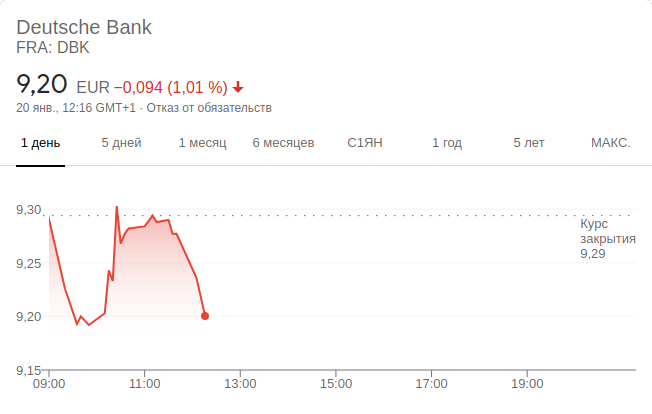 Deutsche Bank
FRA: DBK
9,20 EUR −0,094 (1,01 %)
20 янв., 12:16 GMT+1 · Отказ от обязательств
1 день 5 дней 1 месяц 6 месяцев С1ЯН 1 год 5 лет МАКС.
9,30
Курс
закрытия
9,29
9,25
9,20
9,15
09:00 11:00 13:00 15:00 17:00 19:00